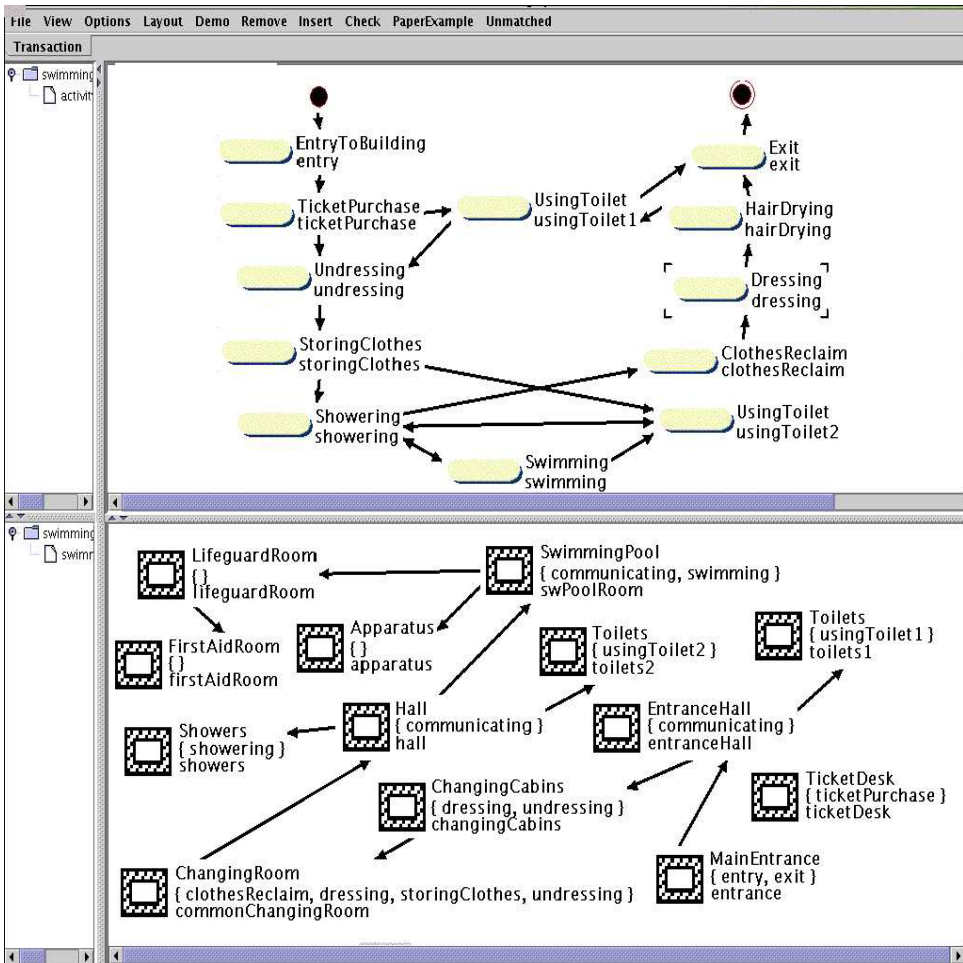 File View Options Layout Demo Remove Insert Check PaperExample Unmatched
Transaction
swimming
activit
EntryToBuilding
entry
TicketPurchase
ticketPurchase
Undressing
undressing
StoringClothes
storingClothes
Showering
showering
UsingToilet
usingToilet1
Swimming
swimming
Exit
exit
HairDrying
hairDrying
Dressing
dressing
ClothesReclaim
clothesReclaim
UsingToilet
usingToilet2
swimming
swimm
LifeguardRoom
{ }
lifeguardRoom
SwimmingPool
{ communicating, swimming }
swPoolRoom
FirstAidRoom
{ }
firstAidRoom
Apparatus
{ }
apparatus
Toilets
{ usingToilet2 }
toilets2
Toilets
{ usingToilet1 }
toilets1
Showers
{ showering }
showers
Hall
{ communicating }
hall
EntranceHall
{ communicating }
entranceHall
ChangingCabins
{ dressing, undressing }
changingCabins
TicketDesk
{ ticketPurchase }
ticketDesk
ChangingRoom
{ clothesReclaim, dressing, storingClothes, undressing }
commonChangingRoom
MainEntrance
{ entry, exit }
entrance